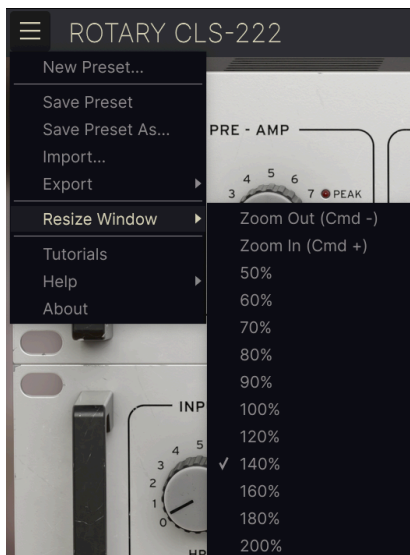 ROTARY CLS-222
New Preset...
Save Preset
Save Preset As...
Import...
Export
Resize Window
Tutorials
Help
About
Zoom Out (Cmd -)
Zoom In (Cmd +)
50%
60%
70%
80%
90%
100%
120%
✓ 140%
160%
180%
200%
PRE - AMP
3 4 5 6 7 PEAK
INP
0 1 2 3 4 5
HP